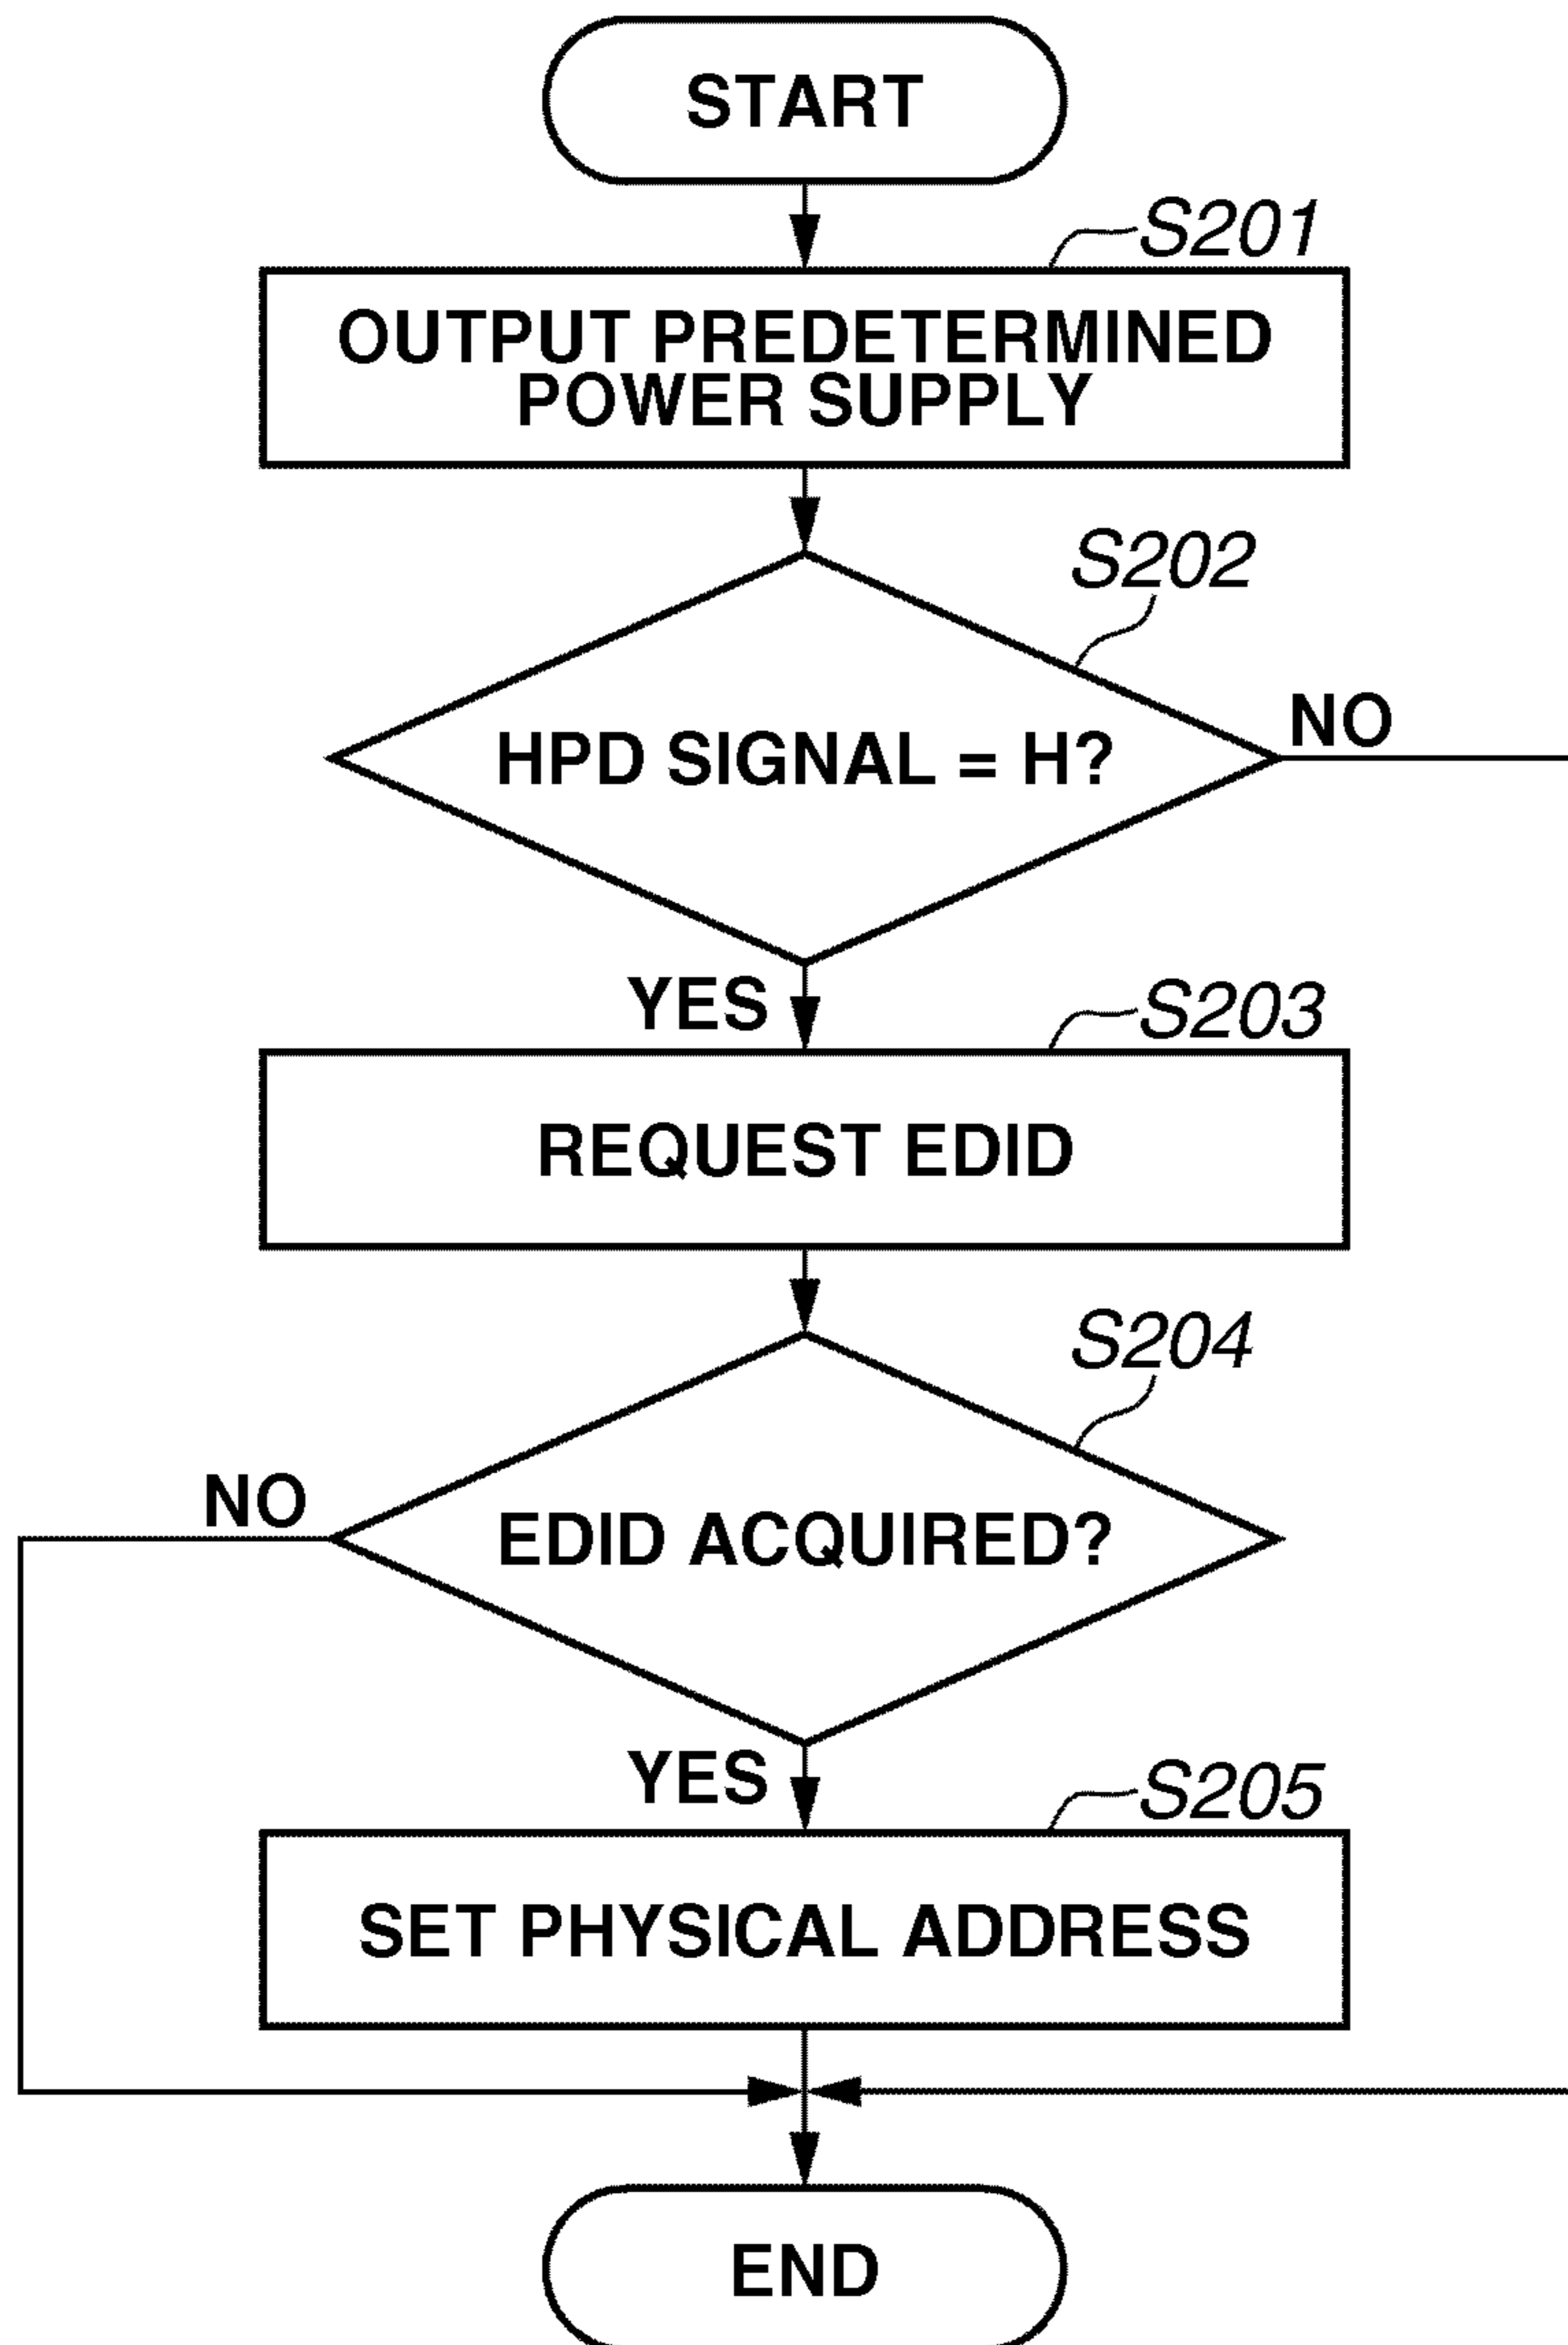 START
S201
OUTPUT PREDETERMINED
POWER SUPPLY
S202
HPD SIGNAL = H?
NO
YES
S203
REQUEST EDID
S204
NO
EDID ACQUIRED?
YES
S205
SET PHYSICAL ADDRESS
END